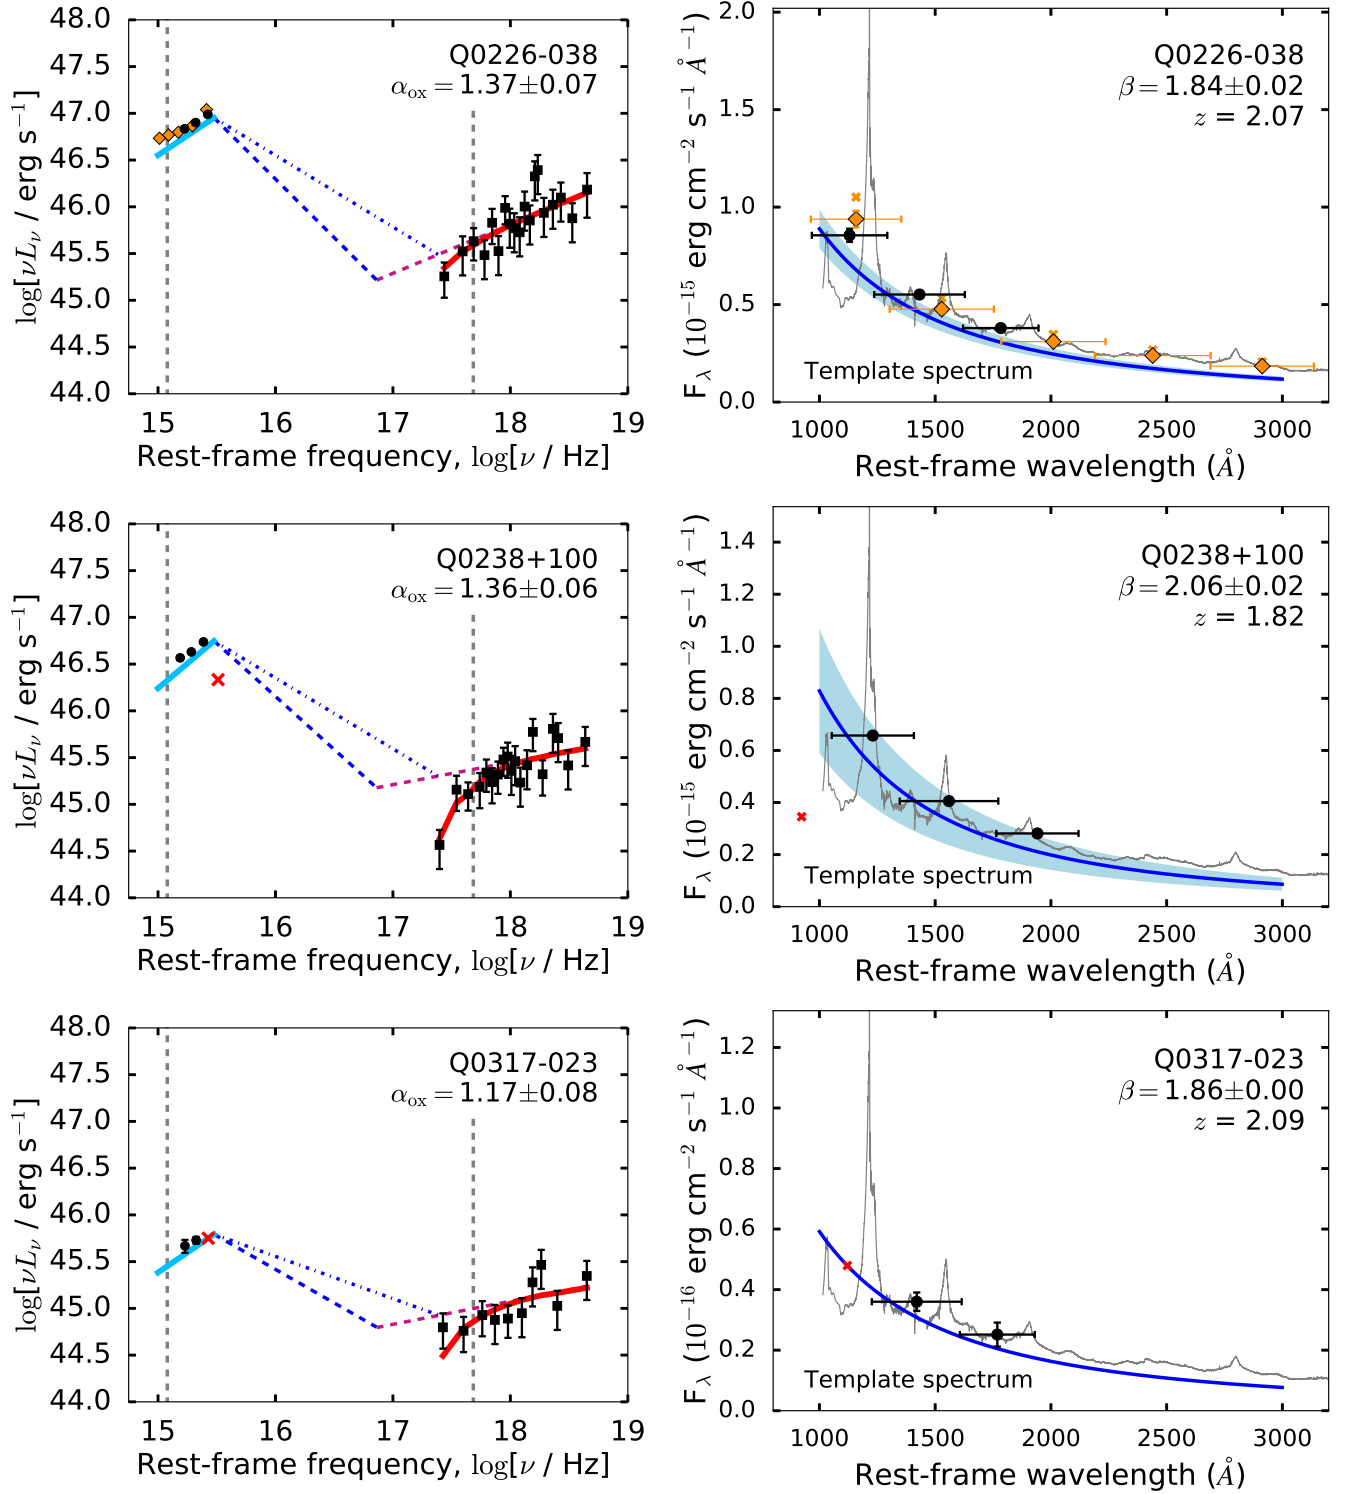 48.0
47.5
47.0
46.5
46.0
45.5
45.0
44.5
44.0
log[νLν / erg s⁻¹]
Q0226-038
αox = 1.37±0.07
15 16 17 18 19
Rest-frame frequency, log[ν / Hz]
2.0
1.5
1.0
0.5
0.0
Fλ (10⁻¹⁵ erg cm⁻² s⁻¹ Å⁻¹)
Q0226-038
β = 1.84±0.02
z = 2.07
Template spectrum
1000 1500 2000 2500 3000
Rest-frame wavelength (Å)
48.0
47.5
47.0
46.5
46.0
45.5
45.0
44.5
44.0
log[νLν / erg s⁻¹]
Q0238+100
αox = 1.36±0.06
15 16 17 18 19
Rest-frame frequency, log[ν / Hz]
1.4
1.2
1.0
0.8
0.6
0.4
0.2
0.0
Fλ (10⁻¹⁵ erg cm⁻² s⁻¹ Å⁻¹)
Q0238+100
β = 2.06±0.02
z = 1.82
Template spectrum
1000 1500 2000 2500 3000
Rest-frame wavelength (Å)
48.0
47.5
47.0
46.5
46.0
45.5
45.0
44.5
44.0
log[νLν / erg s⁻¹]
Q0317-023
αox = 1.17±0.08
15 16 17 18 19
Rest-frame frequency, log[ν / Hz]
1.2
1.0
0.8
0.6
0.4
0.2
0.0
Fλ (10⁻¹⁶ erg cm⁻² s⁻¹ Å⁻¹)
Q0317-023
β = 1.86±0.00
z = 2.09
Template spectrum
1000 1500 2000 2500 3000
Rest-frame wavelength (Å)